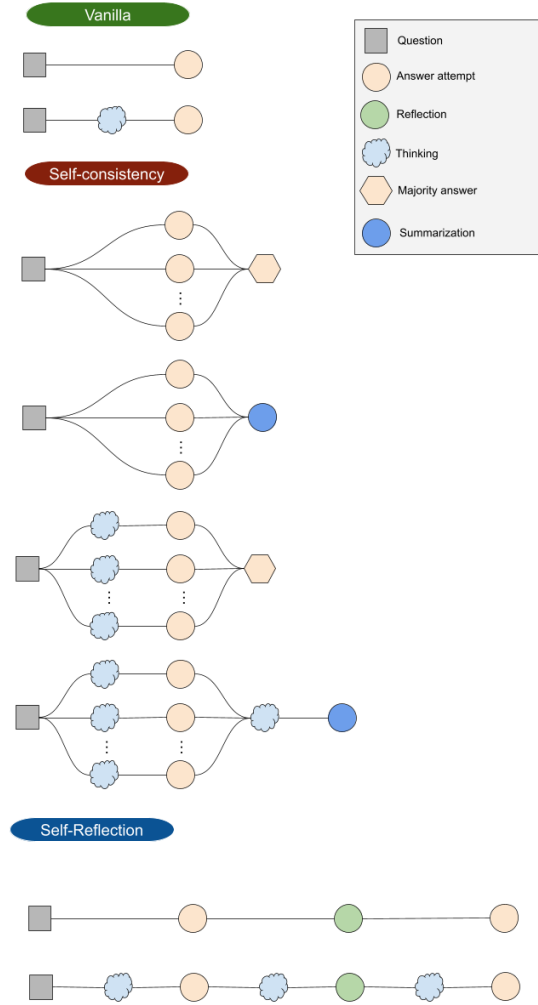 Vanilla
Question
Answer attempt
Reflection
Thinking
Majority answer
Summarization
Self-consistency
Self-Reflection